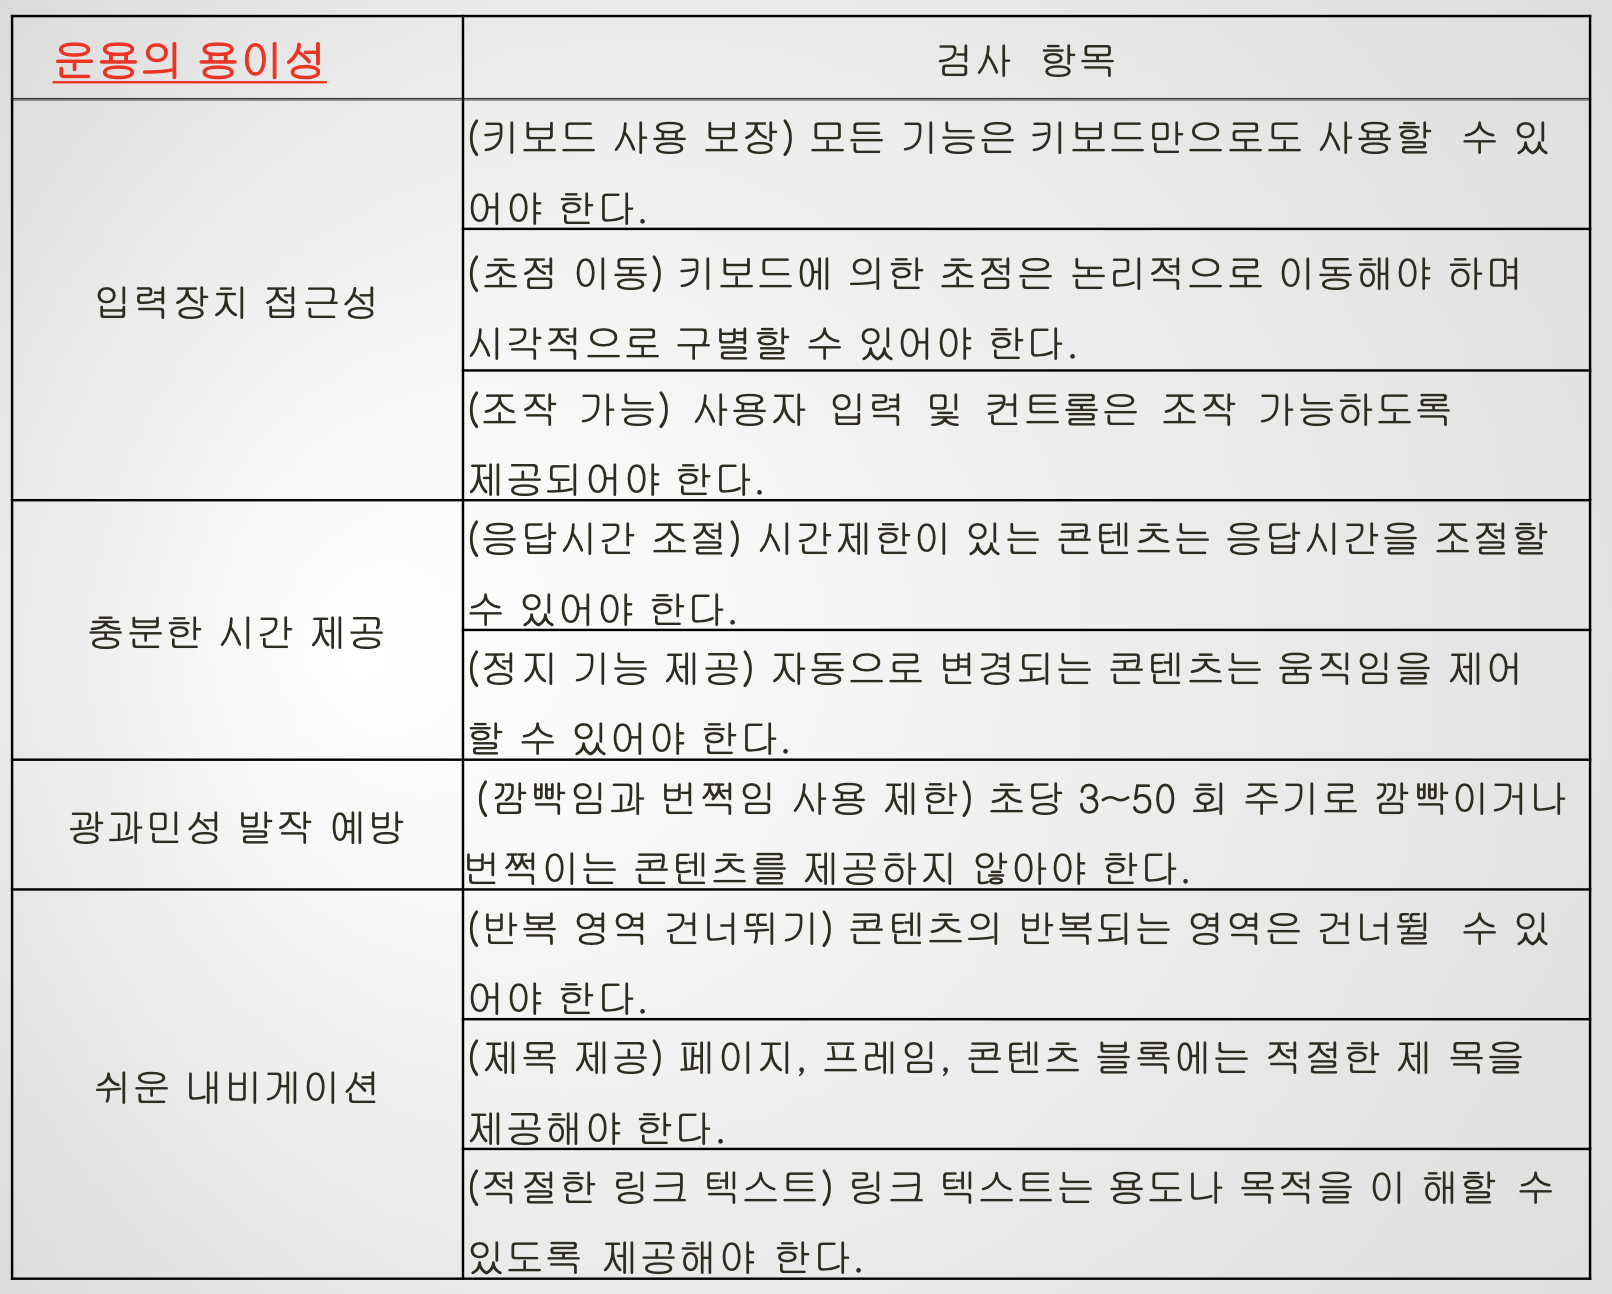 운용의 용이성
검사 항목
입력장치 접근성
(키보드 사용 보장) 모든 기능은 키보드만으로도 사용할 수 있
어야 한다.
(초점 이동) 키보드에 의한 초점은 논리적으로 이동해야 하며
시각적으로 구별할 수 있어야 한다.
(조작 가능) 사용자 입력 및 컨트롤은 조작 가능하도록
제공되어야 한다.
충분한 시간 제공
(응답시간 조절) 시간제한이 있는 콘텐츠는 응답시간을 조절할
수 있어야 한다.
(정지 기능 제공) 자동으로 변경되는 콘텐츠는 움직임을 제어
할 수 있어야 한다.
광과민성 발작 예방
(깜빡임과 번쩍임 사용 제한) 초당 3~50 회 주기로 깜빡이거나
번쩍이는 콘텐츠를 제공하지 않아야 한다.
쉬운 내비게이션
(반복 영역 건너뛰기) 콘텐츠의 반복되는 영역은 건너뛸 수 있
어야 한다.
(제목 제공) 페이지, 프레임, 콘텐츠 블록에는 적절한 제 목을
제공해야 한다.
(적절한 링크 텍스트) 링크 텍스트는 용도나 목적을 이 해할 수
있도록 제공해야 한다.